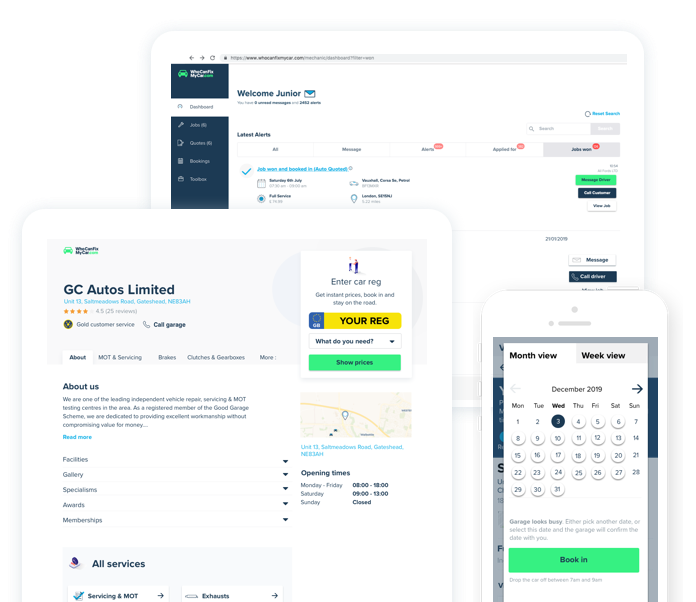 https://www.whocanfixmycar.com/mechanic/dashboard?filter=won
WhoCanFix
MyCar.com
Welcome Junior
You have 0 unread messages and 2452 alerts
Dashboard
Jobs (6)
Quotes (6)
Bookings
Toolbox
Reset Search
Search
Search
Latest Alerts
All
Message
Alerts
Applied for
Jobs won
Job won and booked in (Auto Quoted)
Saturday 6th July
Vauxhall, Corsa Se, Petrol
Full Service
London, SE15NJ
Message Driver
Call Customer
View Job
21/01/2019
Message
Call driver
WhoCanFix
MyCar.com
GC Autos Limited
Unit 13, Saltmeadows Road, Gateshead, NE83AH
4.5 (25 reviews)
Gold customer service
Call garage
Enter car reg
Get instant prices, book in and
stay on the road.
GB
YOUR REG
What do you need?
Show prices
About
MOT & Servicing
Brakes
Clutches & Gearboxes
More :
About us
We are one of the leading independent vehicle repair, servicing & MOT
testing centres in the area. As a registered member of the Good Garage
Scheme, we are dedicated to providing excellent workmanship without
compromising value for money....
Read more
Facilities
Gallery
Specialisms
Awards
Memberships
Unit 13, Saltmeadows Road, Gateshead,
NE83AH
Opening times
Monday - Friday 08:00 - 18:00
Saturday 09:00 - 13:00
Sunday Closed
All services
Servicing & MOT
Exhausts
Month view
Week view
December 2019
Mon Tue Wed Thu Fri Sat Sun
1 2 3 4 5 6 7
8 9 10 11 12 13 14
15 16 17 18 19 20 21
22 23 24 25 26 27 28
29 30 31
Garage looks busy. Either pick another date, or
select this date and the garage will confirm the
date with you.
Book in
Drop the car off between 7am and 9am